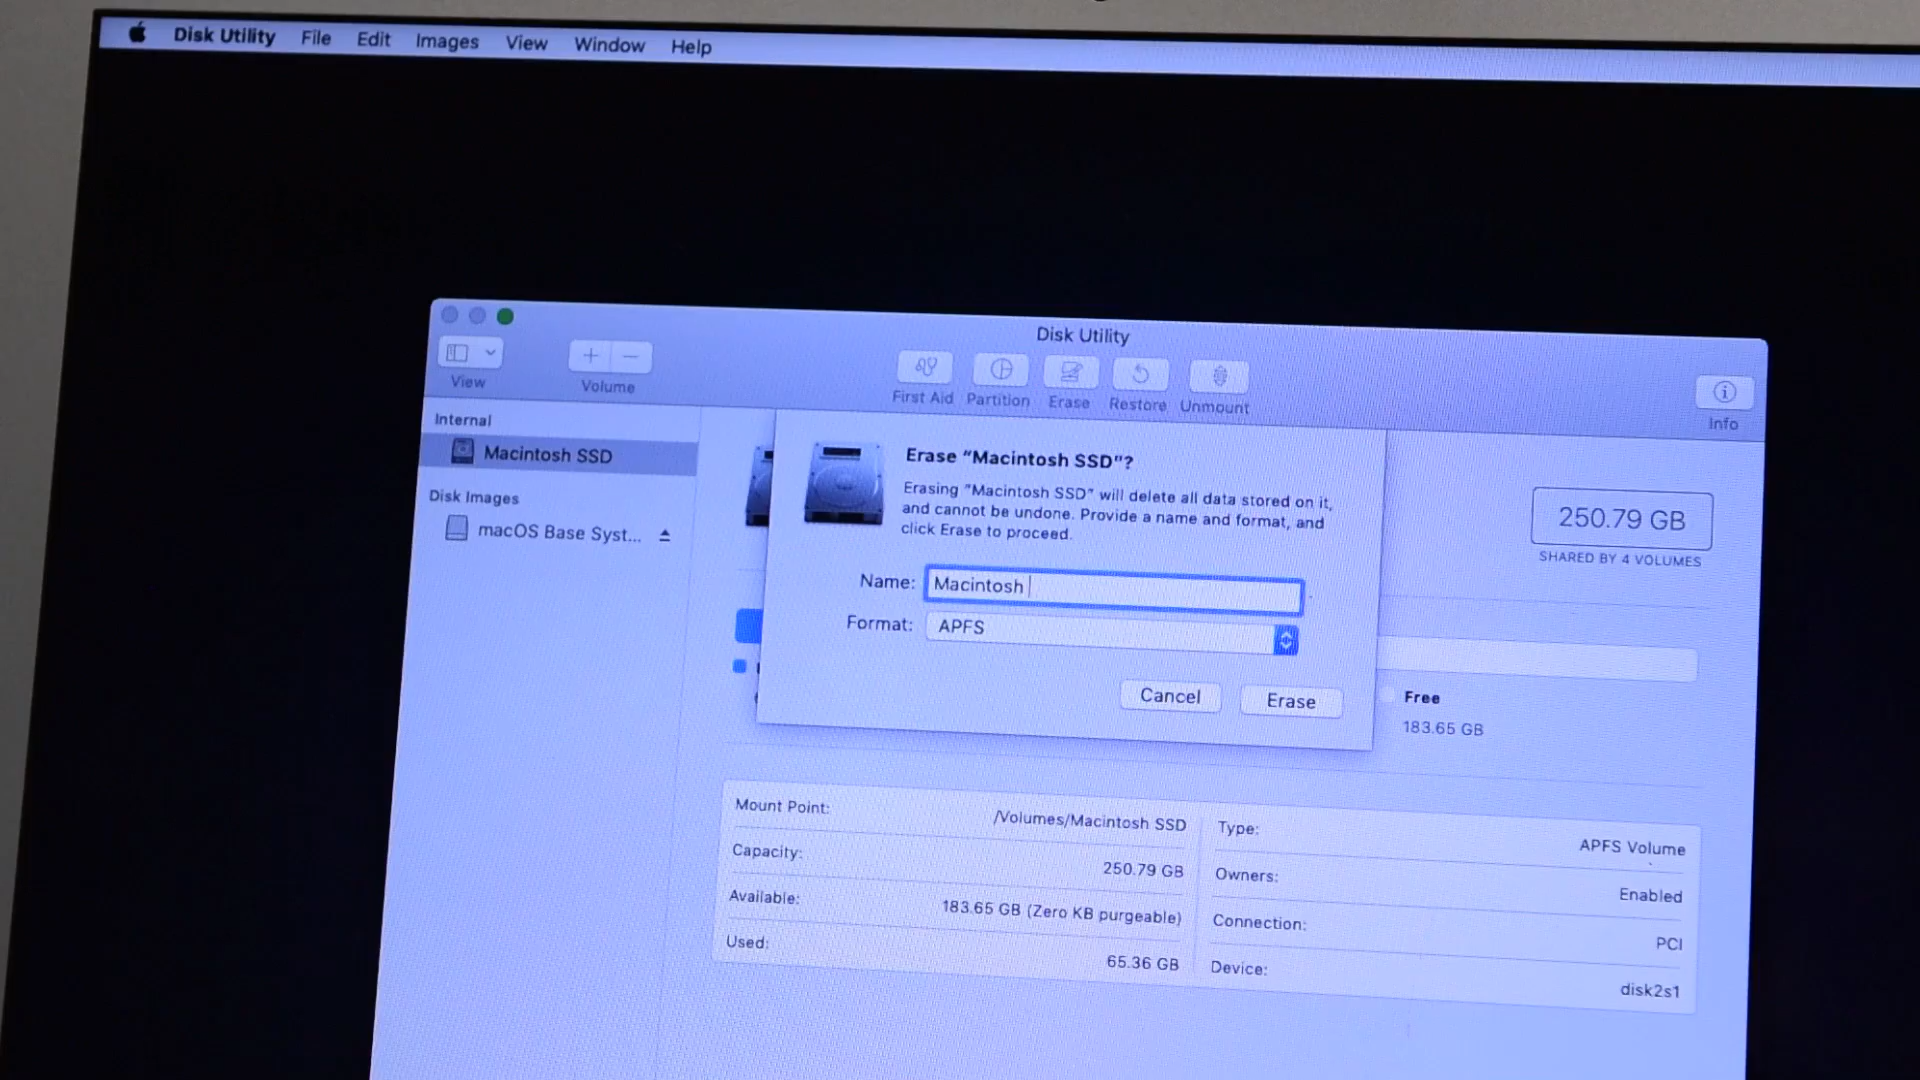 Disk Utility File Edit Images View Window Help
Disk Utility
View
Volume
First Aid Partition Erase Restore Unmount
Info
Internal
Macintosh SSD
Disk Images
macOS Base Syst...
Erase "Macintosh SSD"?
Erasing "Macintosh SSD" will delete all data stored on it,
and cannot be undone. Provide a name and format, and
click Erase to proceed.
Name: Macintosh
Format: APFS
Cancel Erase
250.79 GB
SHARED BY 4 VOLUMES
Free
183.65 GB
Mount Point: /Volumes/Macintosh SSD
Capacity: 250.79 GB
Available: 183.65 GB (Zero KB purgeable)
Used: 65.36 GB
Type: APFS Volume
Owners: Enabled
Connection: PCI
Device: disk2s1